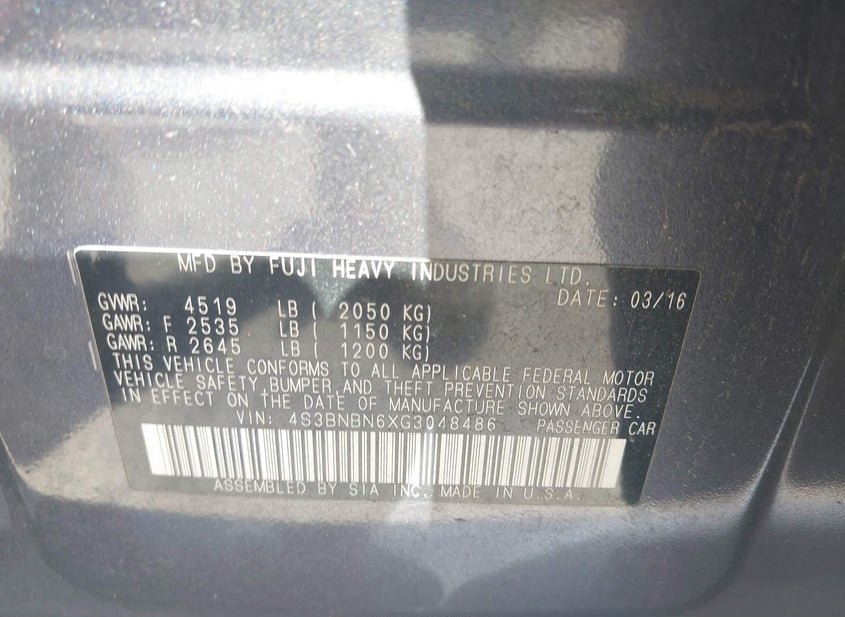 MFD BY FUJI HEAVY INDUSTRIES LTD.
DATE: 03/16
GVWR: 4519 LB ( 2050 KG)
GAWR: F 2535 LB ( 1150 KG)
GAWR: R 2645 LB ( 1200 KG)
THIS VEHICLE CONFORMS TO ALL APPLICABLE FEDERAL MOTOR
VEHICLE SAFETY, BUMPER,AND THEFT PREVENTION STANDARDS
IN EFFECT ON THE DATE OF MANUFACTURE SHOWN ABOVE.
VIN: 4S3BNBN6XG3048486 PASSENGER CAR
ASSEMBLED BY SIA INC. MADE IN U.S.A.